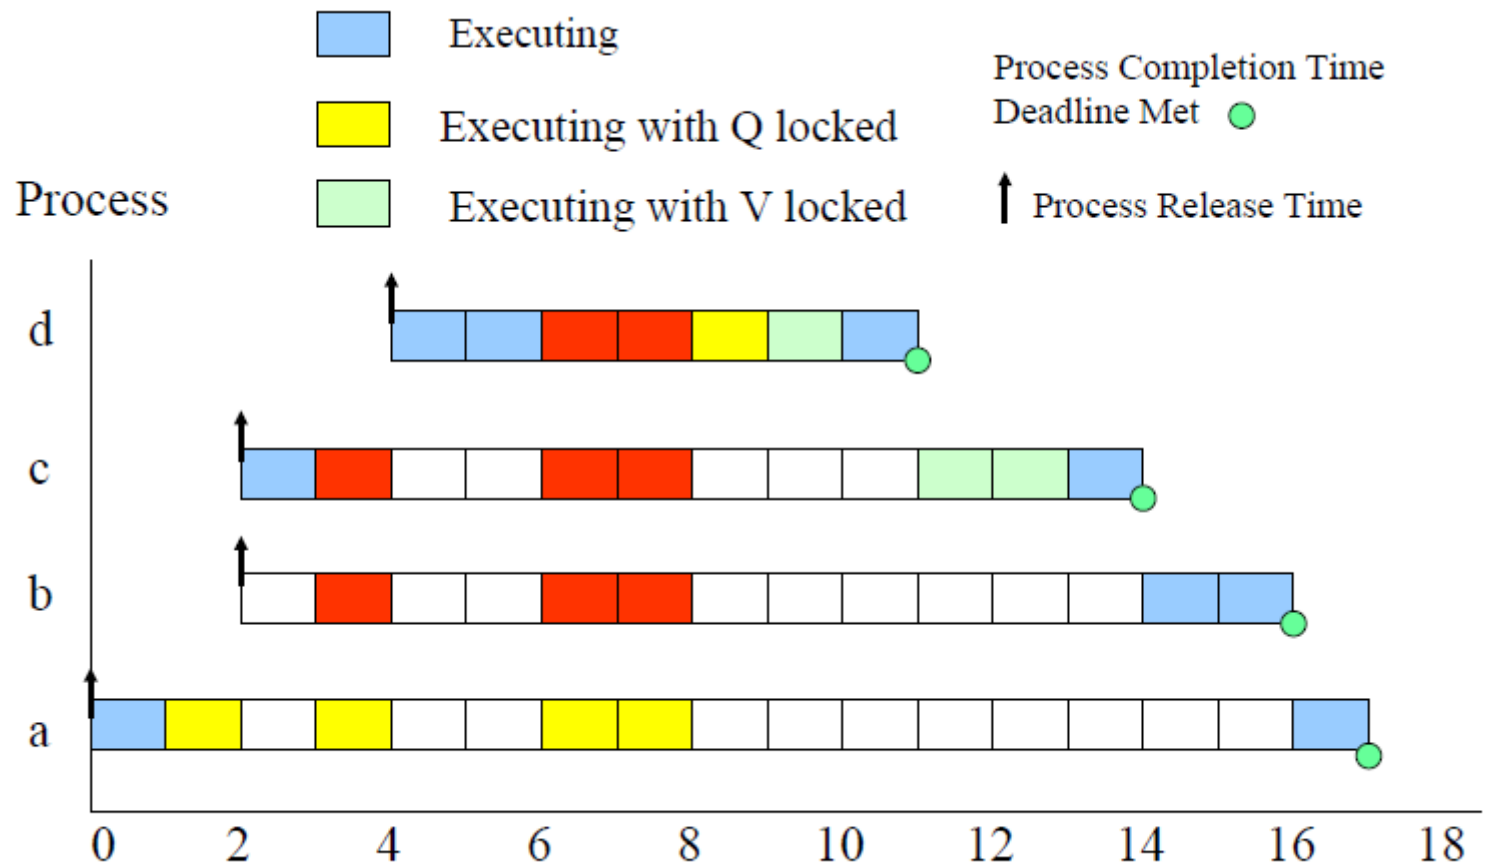 Executing
Process Completion Time
Deadline Met
Executing with Q locked
Process
Executing with V locked
Process Release Time
d
c
b
a
0 2 4 6 8 10 12 14 16 18